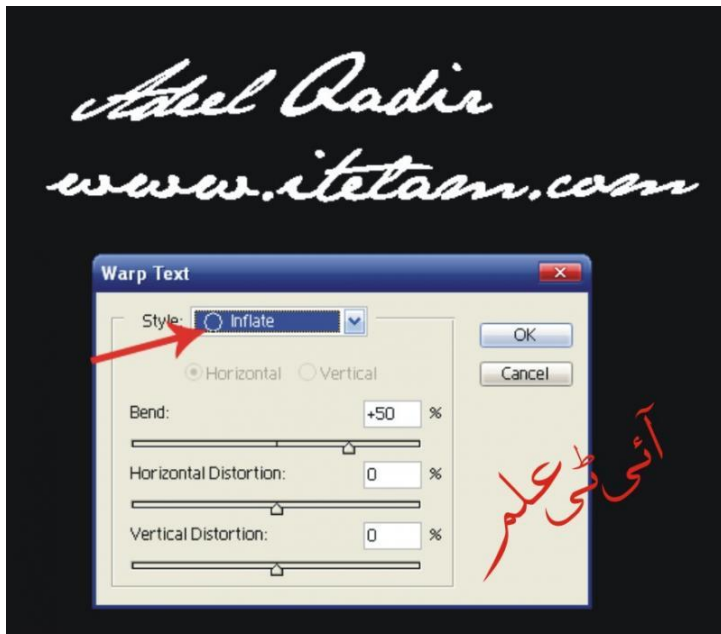 Adeel Qadir
www.itelam.com
Warp Text
Style: Inflate
OK
Horizontal Vertical
Cancel
Bend: +50 %
Horizontal Distortion: 0 %
Vertical Distortion: 0 %
آئی ٹی علم